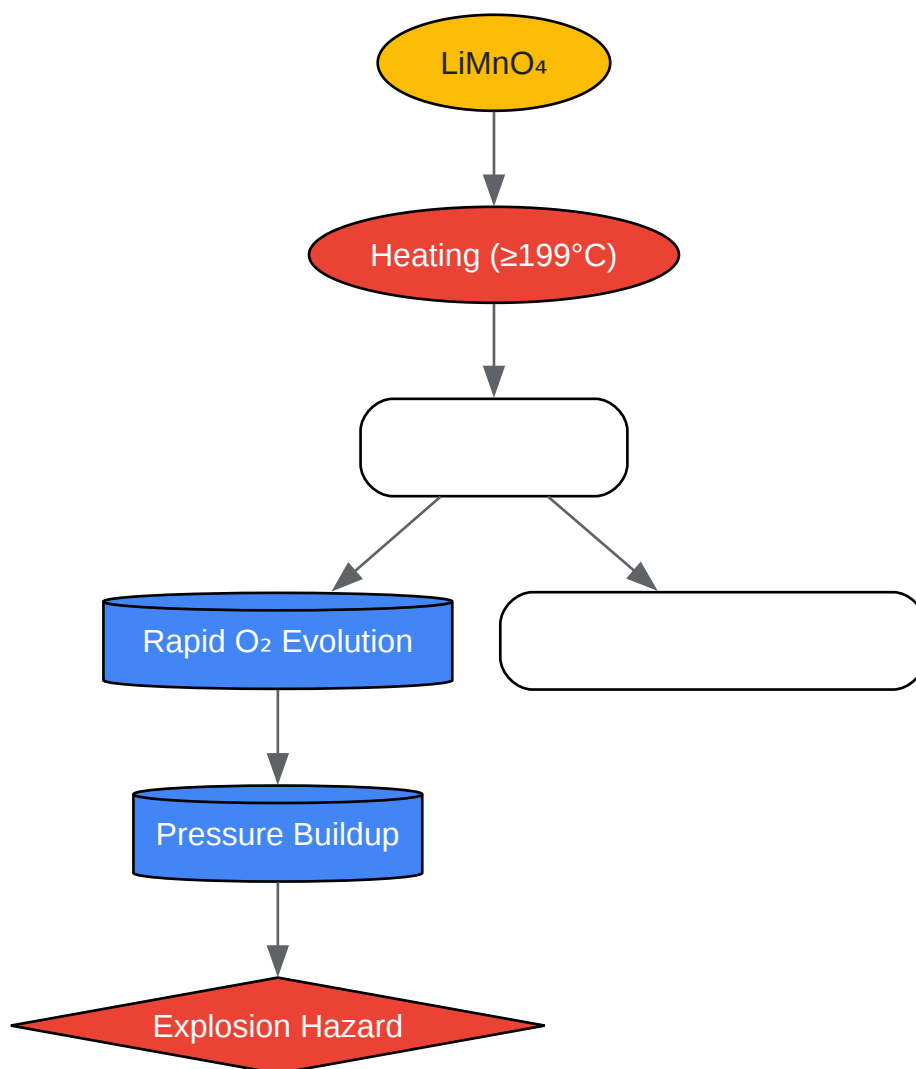 LiMnO₄
Heating (≥199°C)
Rapid O₂ Evolution
Pressure Buildup
Explosion Hazard